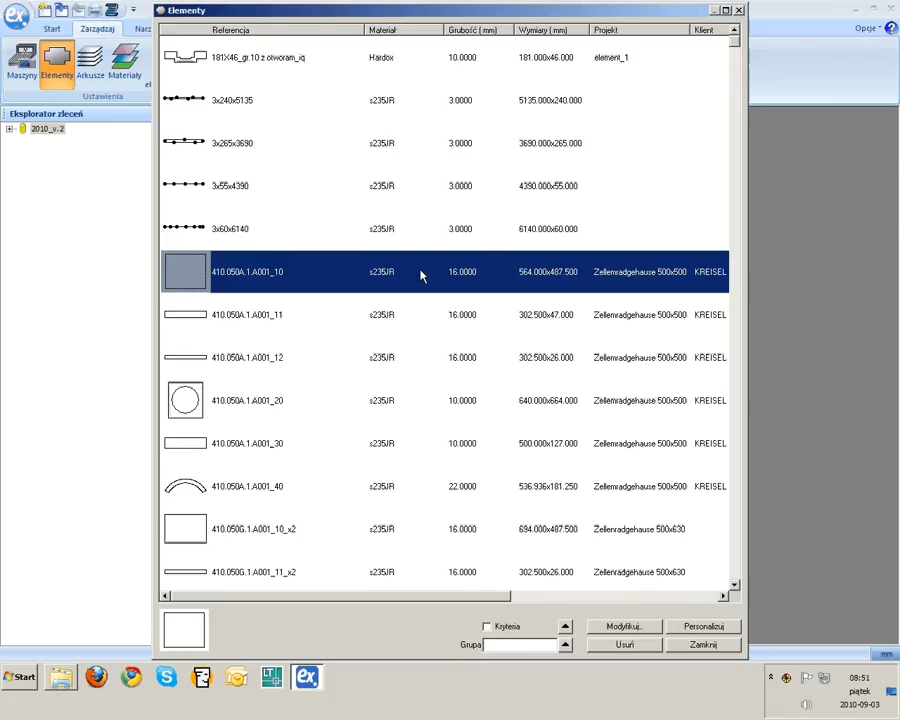 Elementy
Start
Zarządzaj
Narz
Opcje
Maszyny
Elementy
Arkusze
Materiały
Ustawienia
Eksplorator zleceń
2010_v.2
Referencja Materiał Grubość ( mm ) Wymiary ( mm ) Projekt Klient
181X46_gr.10 z otworam_iq Hardox 10.0000 181.000x46.000 element_1
3x240x5135 s235JR 3.0000 5135.000x240.000
3x265x3690 s235JR 3.0000 3690.000x265.000
3x55x4390 s235JR 3.0000 4390.000x55.000
3x60x6140 s235JR 3.0000 6140.000x60.000
410.050A.1.A001_10 s235JR 16.0000 564.000x487.500 Zellemradgehause 500x500 KREISEL
410.050A.1.A001_11 s235JR 16.0000 302.500x47.000 Zellemradgehause 500x500 KREISEL
410.050A.1.A001_12 s235JR 16.0000 302.500x26.000 Zellemradgehause 500x500 KREISEL
410.050A.1.A001_20 s235JR 10.0000 640.000x664.000 Zellemradgehause 500x500 KREISEL
410.050A.1.A001_30 s235JR 10.0000 500.000x127.000 Zellemradgehause 500x500 KREISEL
410.050A.1.A001_40 s235JR 22.0000 536.936x181.250 Zellemradgehause 500x500 KREISEL
410.050G.1.A001_10_x2 s235JR 16.0000 694.000x487.500 Zellenradgehause 500x630
410.050G.1.A001_11_x2 s235JR 16.0000 302.500x26.000 Zellenradgehause 500x630
Kryteria
Modyfikuj..
Personalizuj
Grupa
Usuń
Zamknij
mm
Start
LT
ex
08:51
piątek
2010-09-03